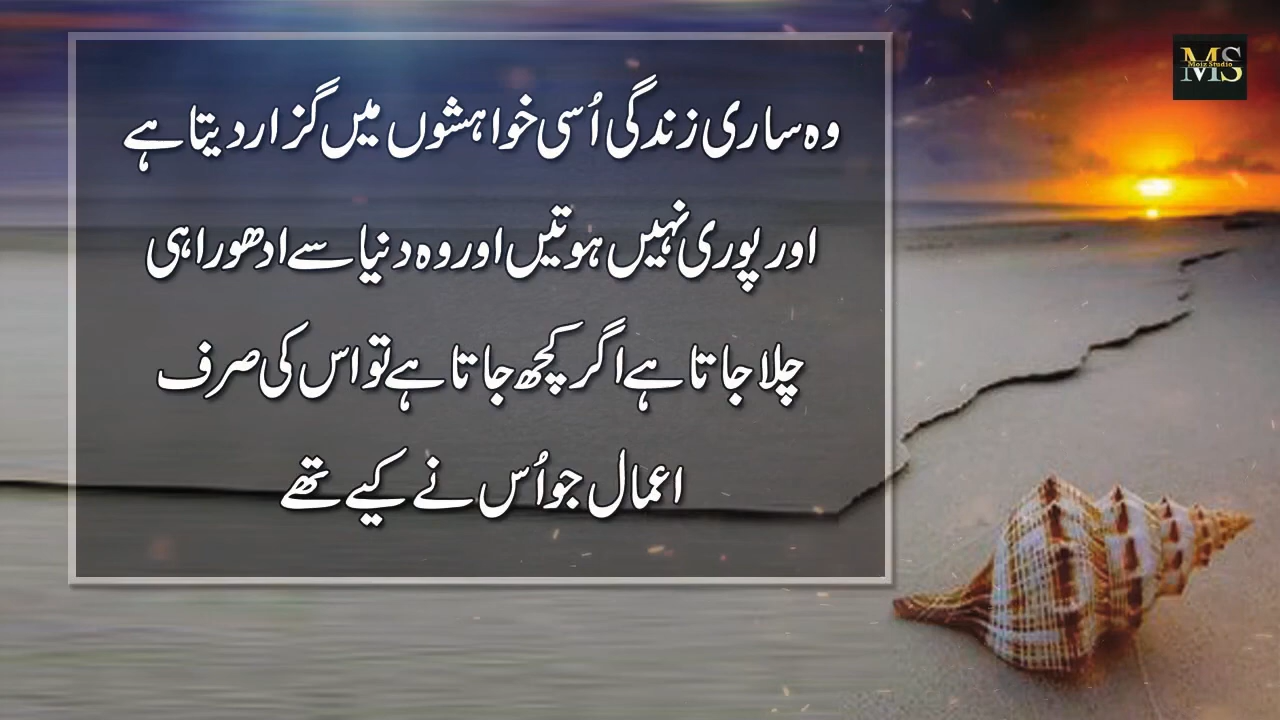 وہ ساری زندگی اُسی خواہشوں میں گزار دیتا ہے
اور پوری نہیں ہوتیں اور وہ دنیا سے ادھورا ہی
چلا جاتا ہے اگر کچھ جاتا ہے تو اس کی صرف
اعمال جو اُس نے کیے تھے
MS
Moiz Studio